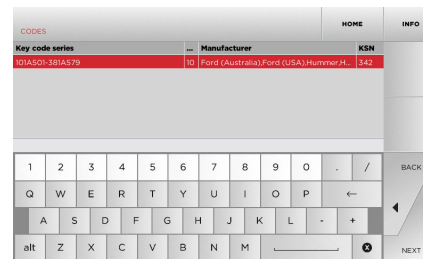 CODES HOME INFO
Key code series ... Manufacturer KSN
101A501-381A579 10 Ford (Australia),Ford (USA),Hummer,H... 342
1 2 3 4 5 6 7 8 9 0 . / BACK
Q W E R T Y U I O P ←
A S D F G H J K L - +
alt Z X C V B N M NEXT